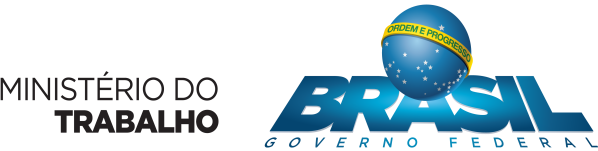 MINISTÉRIO DO
TRABALHO
ORDEM E PROGRESSO
BRASIL
GOVERNO FEDERAL